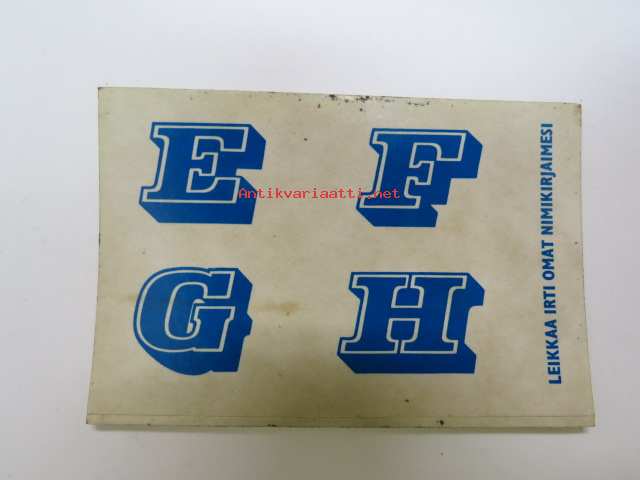 E F
G H
LEIKKAA IRTI OMAT NIMIKIRJAIMESI
Antikvariaatti.net